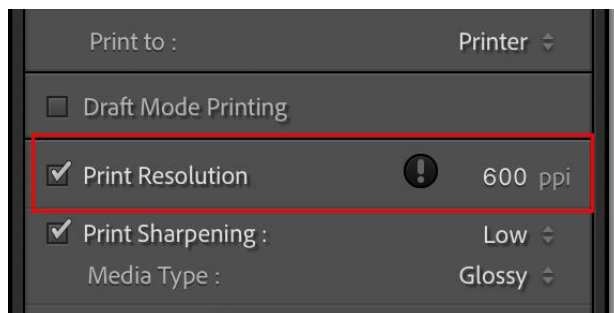 Print to : Printer
Draft Mode Printing
Print Resolution 600 ppi
Print Sharpening : Low
Media Type : Glossy